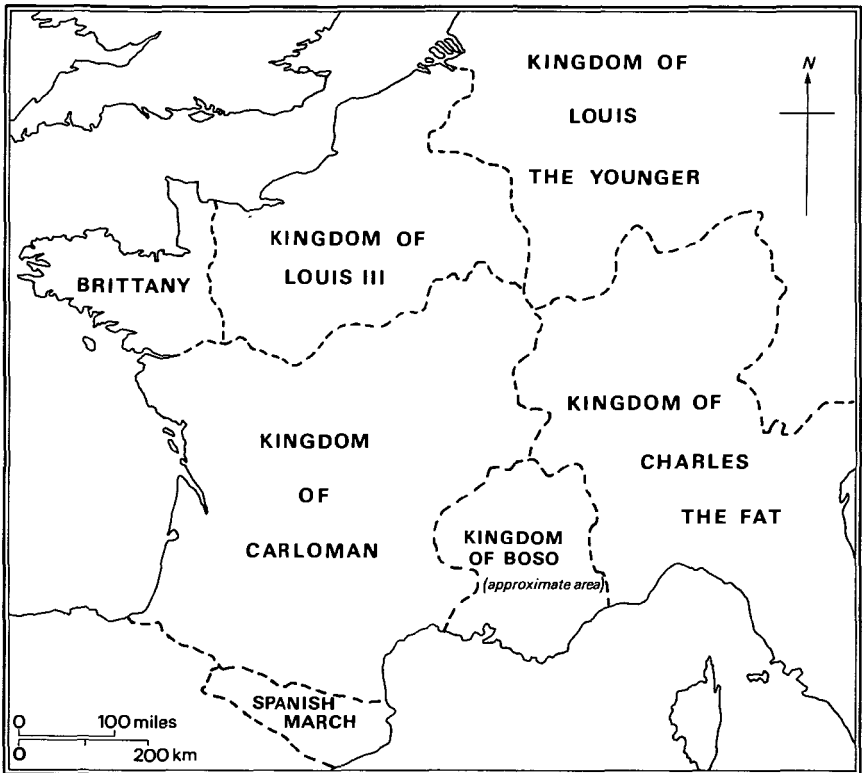 KINGDOM OF
LOUIS
THE YOUNGER
N
KINGDOM OF
LOUIS III
BRITTANY
KINGDOM OF
CHARLES
THE FAT
KINGDOM
OF
CARLOMAN
KINGDOM
OF BOSO
(approximate area)
SPANISH
MARCH
0 100 miles
0 200 km